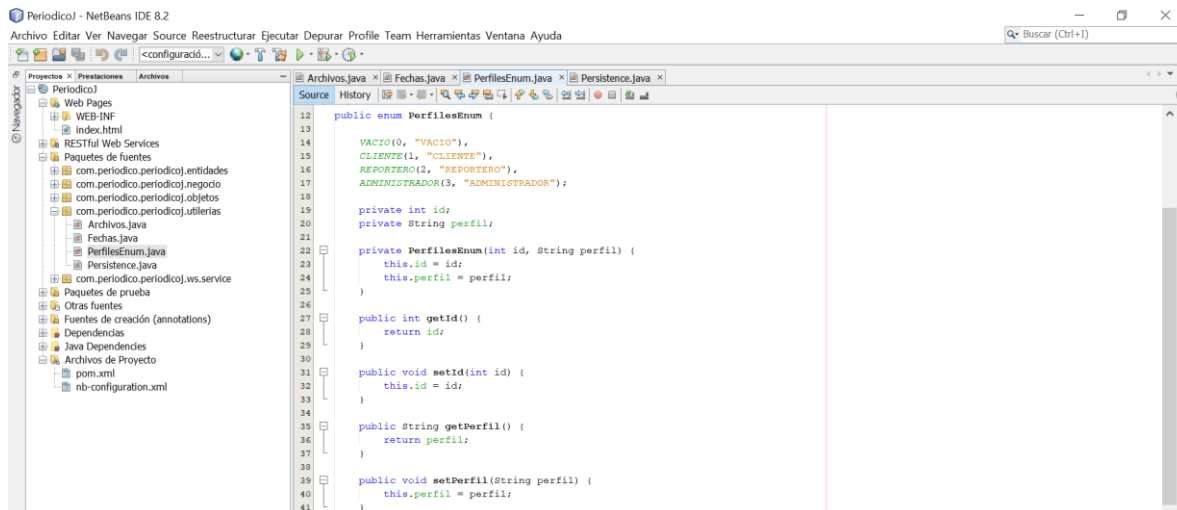 PeriodicoJ - NetBeans IDE 8.2
Archivo Editar Ver Navegar Source Reestructurar Ejecutar Depurar Profile Team Herramientas Ventana Ayuda
Buscar (Ctrl+I)
<configuració...
Proyectos × Prestaciones Archivos
Navegador
PeriodicoJ
Web Pages
WEB-INF
index.html
RESTful Web Services
Paquetes de fuentes
com.periodico.periodicoj.entidades
com.periodico.periodicoj.negocio
com.periodico.periodicoj.objetos
com.periodico.periodicoj.utilerias
Archivos.java
Fechas.java
PerfilesEnum.java
Persistence.java
com.periodico.periodicoj.ws.service
Paquetes de prueba
Otras fuentes
Fuentes de creación (annotations)
Dependencias
Java Dependencies
Archivos de Proyecto
pom.xml
nb-configuration.xml
Archivos.java × Fechas.java × PerfilesEnum.java × Persistence.java ×
Source History
12 public enum PerfilesEnum {
13
14 VACIO(0, "VACIO"),
15 CLIENTE(1, "CLIENTE"),
16 REPORTERO(2, "REPORTERO"),
17 ADMINISTRADOR(3, "ADMINISTRADOR");
18
19 private int id;
20 private String perfil;
21
22 private PerfilesEnum(int id, String perfil) {
23 this.id = id;
24 this.perfil = perfil;
25 }
26
27 public int getId() {
28 return id;
29 }
30
31 public void setId(int id) {
32 this.id = id;
33 }
34
35 public String getPerfil() {
36 return perfil;
37 }
38
39 public void setPerfil(String perfil) {
40 this.perfil = perfil;
41 }